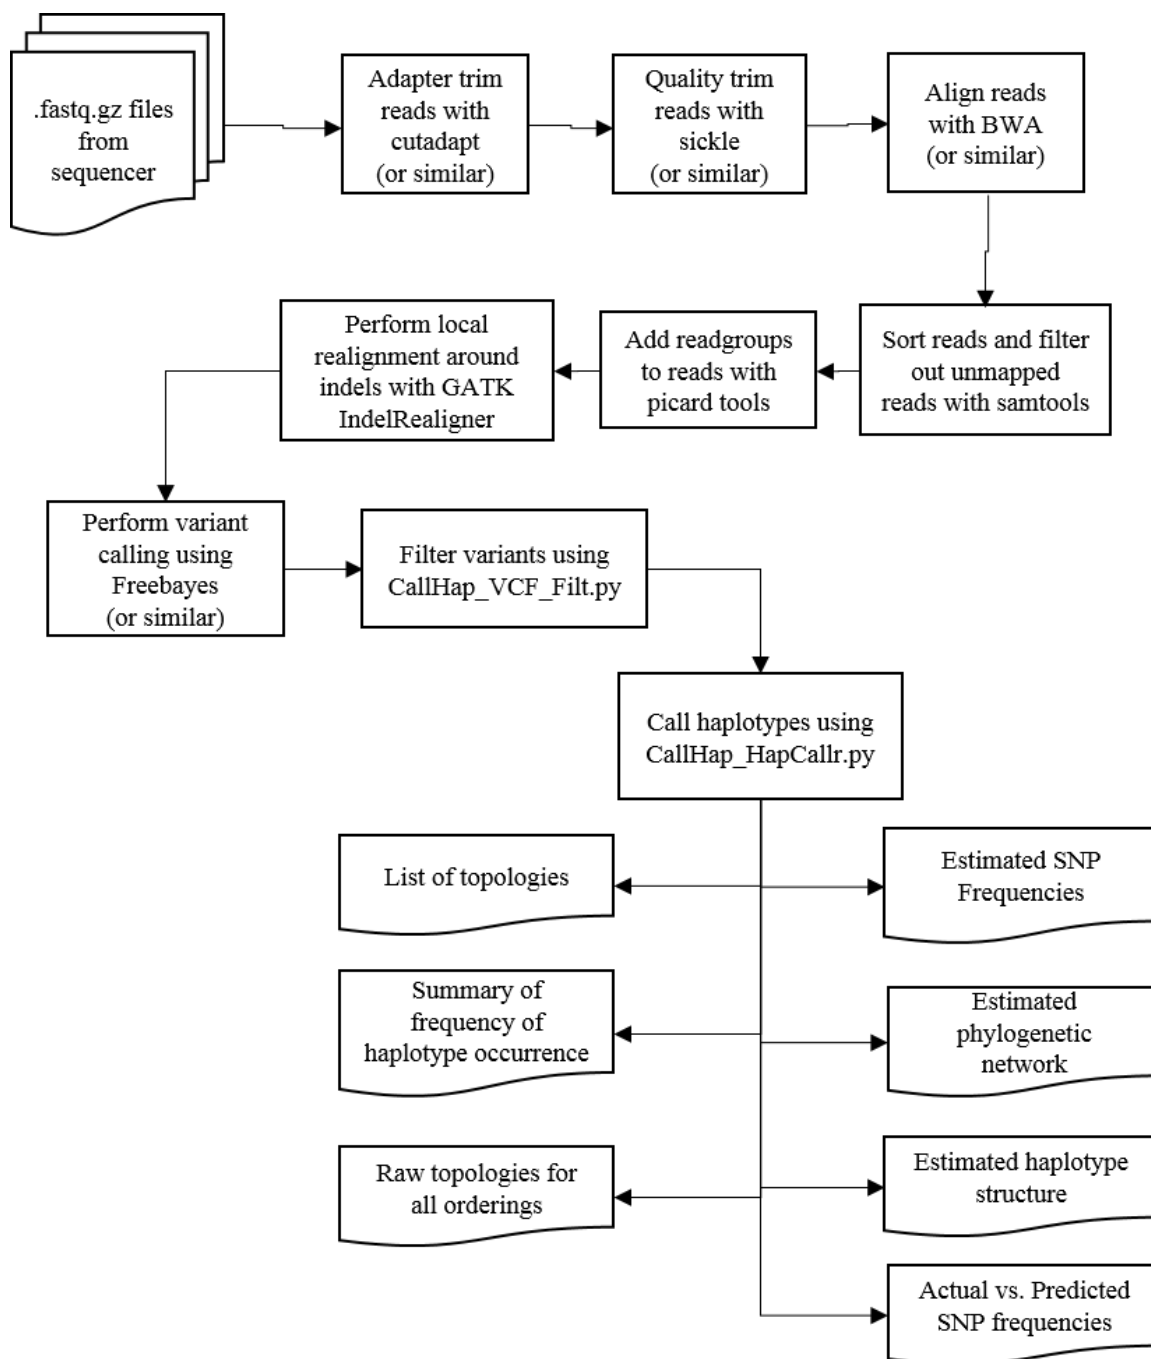 .fastq.gz files
from
sequencer
Adapter trim
reads with
cutadapt
(or similar)
Quality trim
reads with
sickle
(or similar)
Align reads
with BWA
(or similar)
Sort reads and filter
out unmapped
reads with samtools
Add readgroups
to reads with
picard tools
Perform local
realignment around
indels with GATK
IndelRealigner
Perform variant
calling using
Freebayes
(or similar)
Filter variants using
CallHap_VCF_Filt.py
Call haplotypes using
CallHap_HapCallr.py
List of topologies
Estimated SNP
Frequencies
Summary of
frequency of
haplotype occurrence
Estimated
phylogenetic
network
Raw topologies for
all orderings
Estimated haplotype
structure
Actual vs. Predicted
SNP frequencies